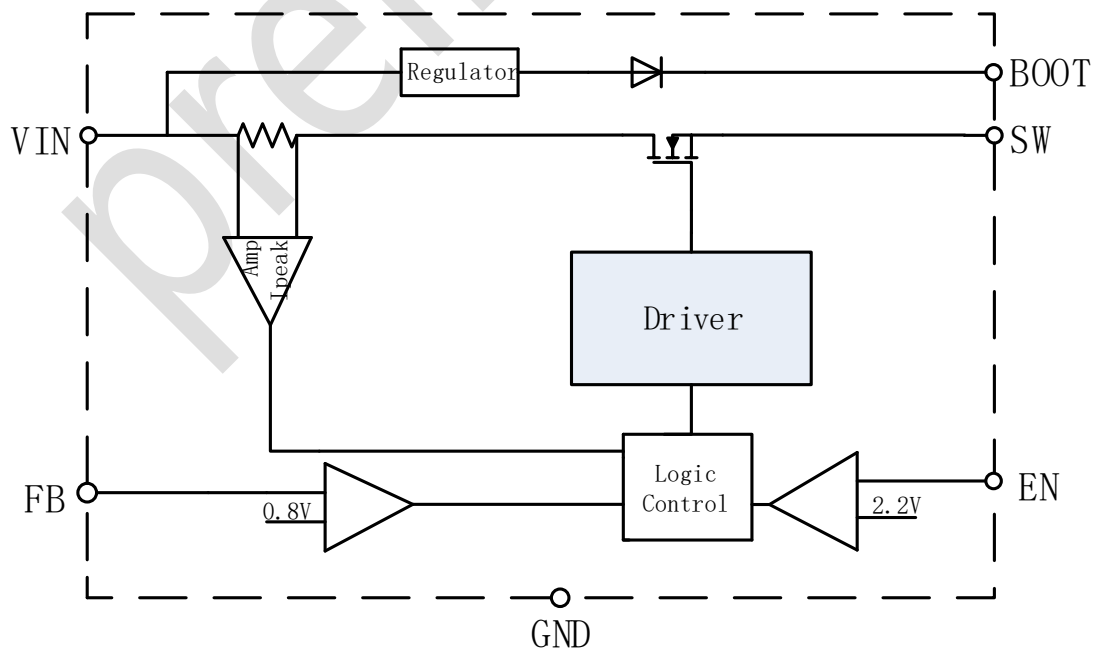 Regulator
BOOT
VIN
SW
Amp
Ipeak
Driver
Logic
Control
FB
0.8V
2.2V
EN
GND